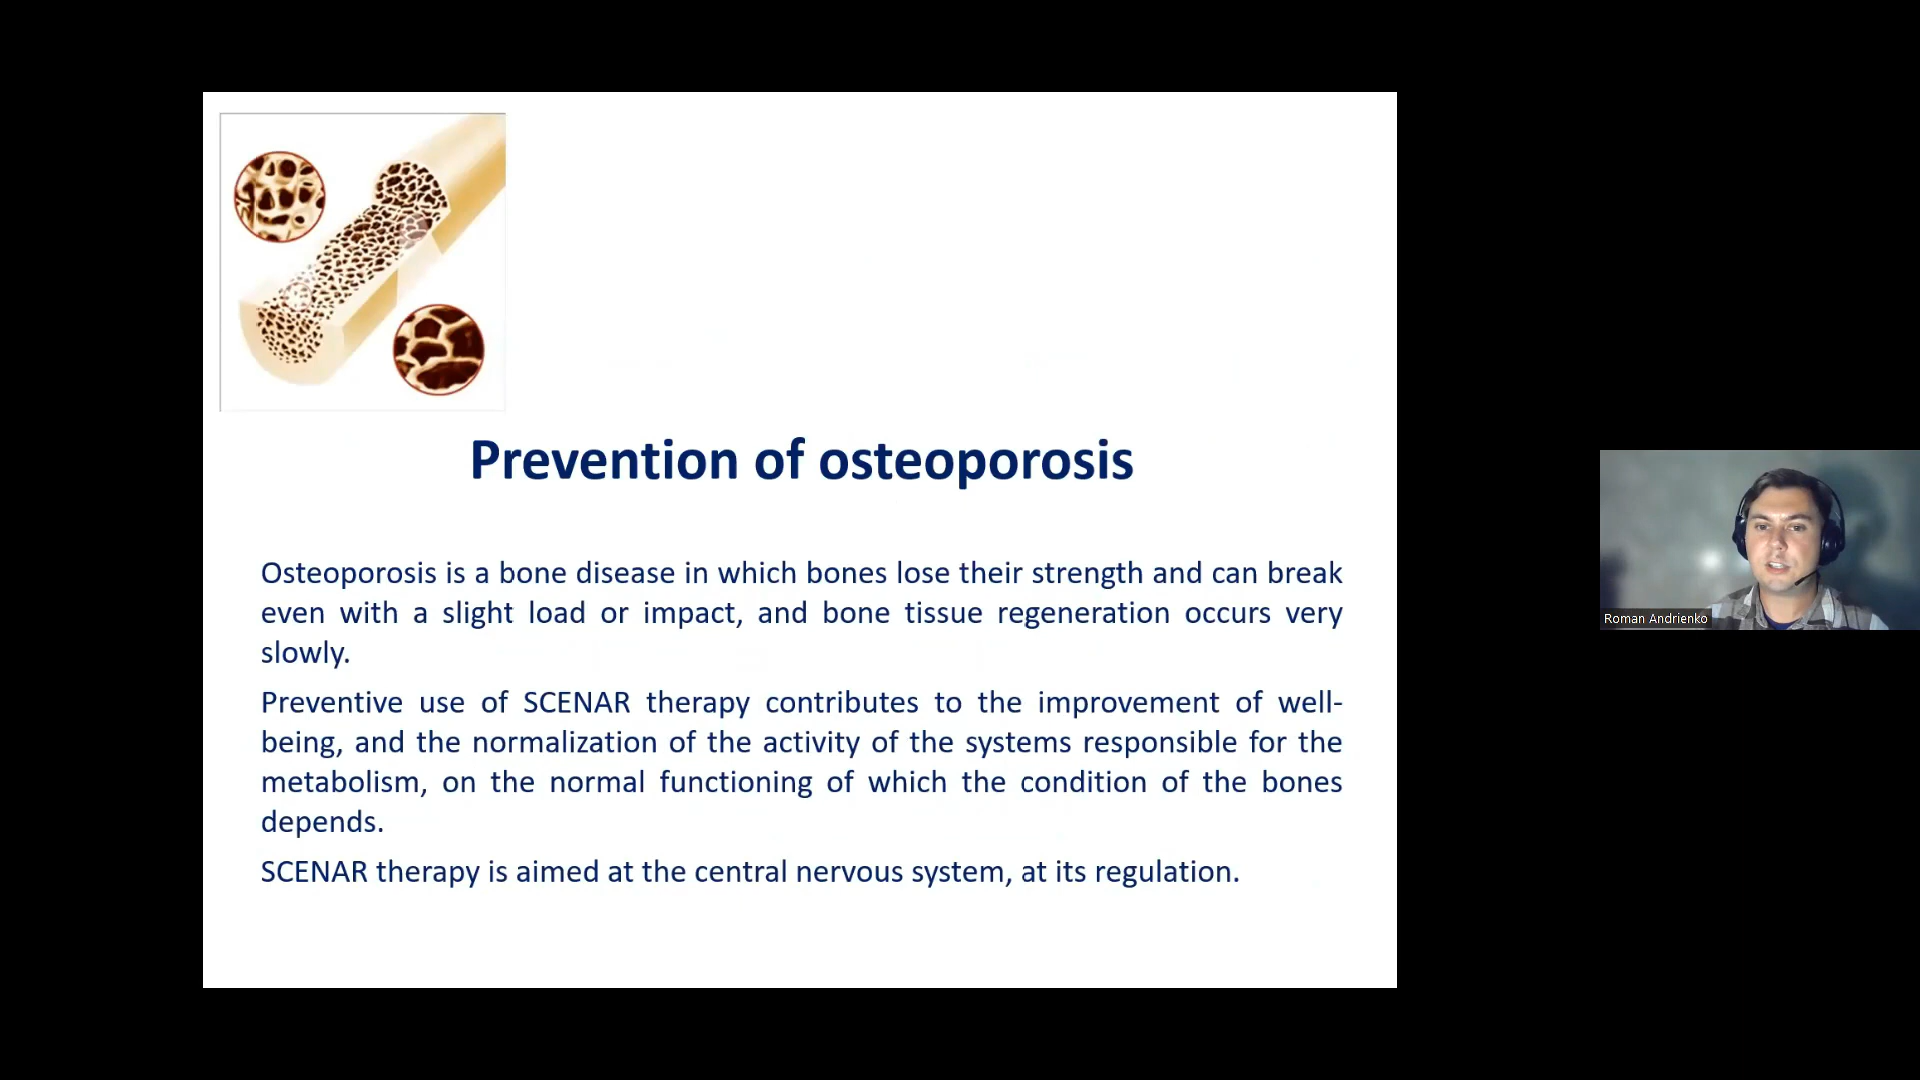 Prevention of osteoporosis
Osteoporosis is a bone disease in which bones lose their strength and can break
even with a slight load or impact, and bone tissue regeneration occurs very
slowly.
Preventive use of SCENAR therapy contributes to the improvement of well-
being, and the normalization of the activity of the systems responsible for the
metabolism, on the normal functioning of which the condition of the bones
depends.
SCENAR therapy is aimed at the central nervous system, at its regulation.
Roman Andrienko